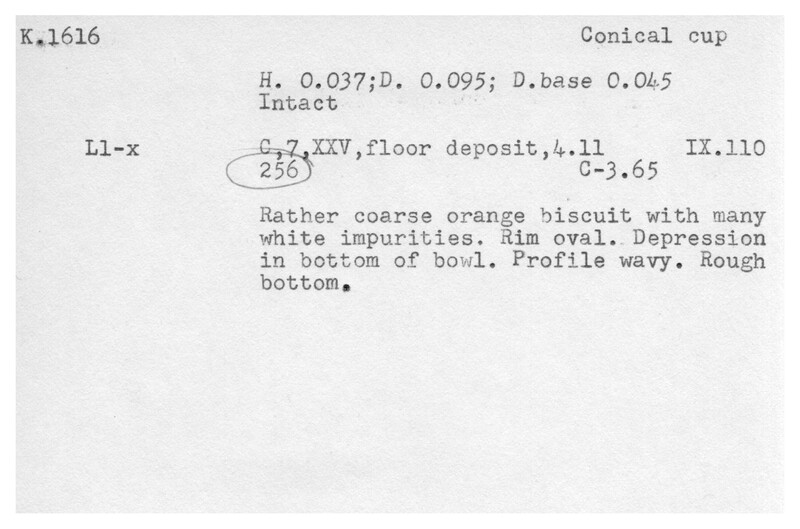 K.1616 Conical cup
H. 0.037;D. 0.095; D.base 0.045
Intact
L1-x C,7,XXV,floor deposit,4.11 IX.110
256 C-3.65
Rather coarse orange biscuit with many
white impurities. Rim oval. Depression
in bottom of bowl. Profile wavy. Rough
bottom.